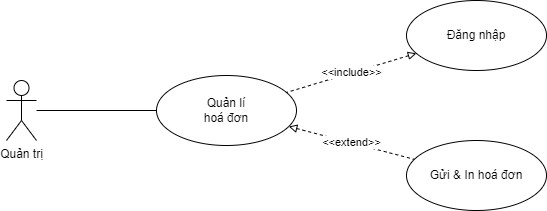 Đăng nhập
<<include>>
Quản lí
hoá đơn
<<extend>>
Quản trị
Gửi & In hoá đơn